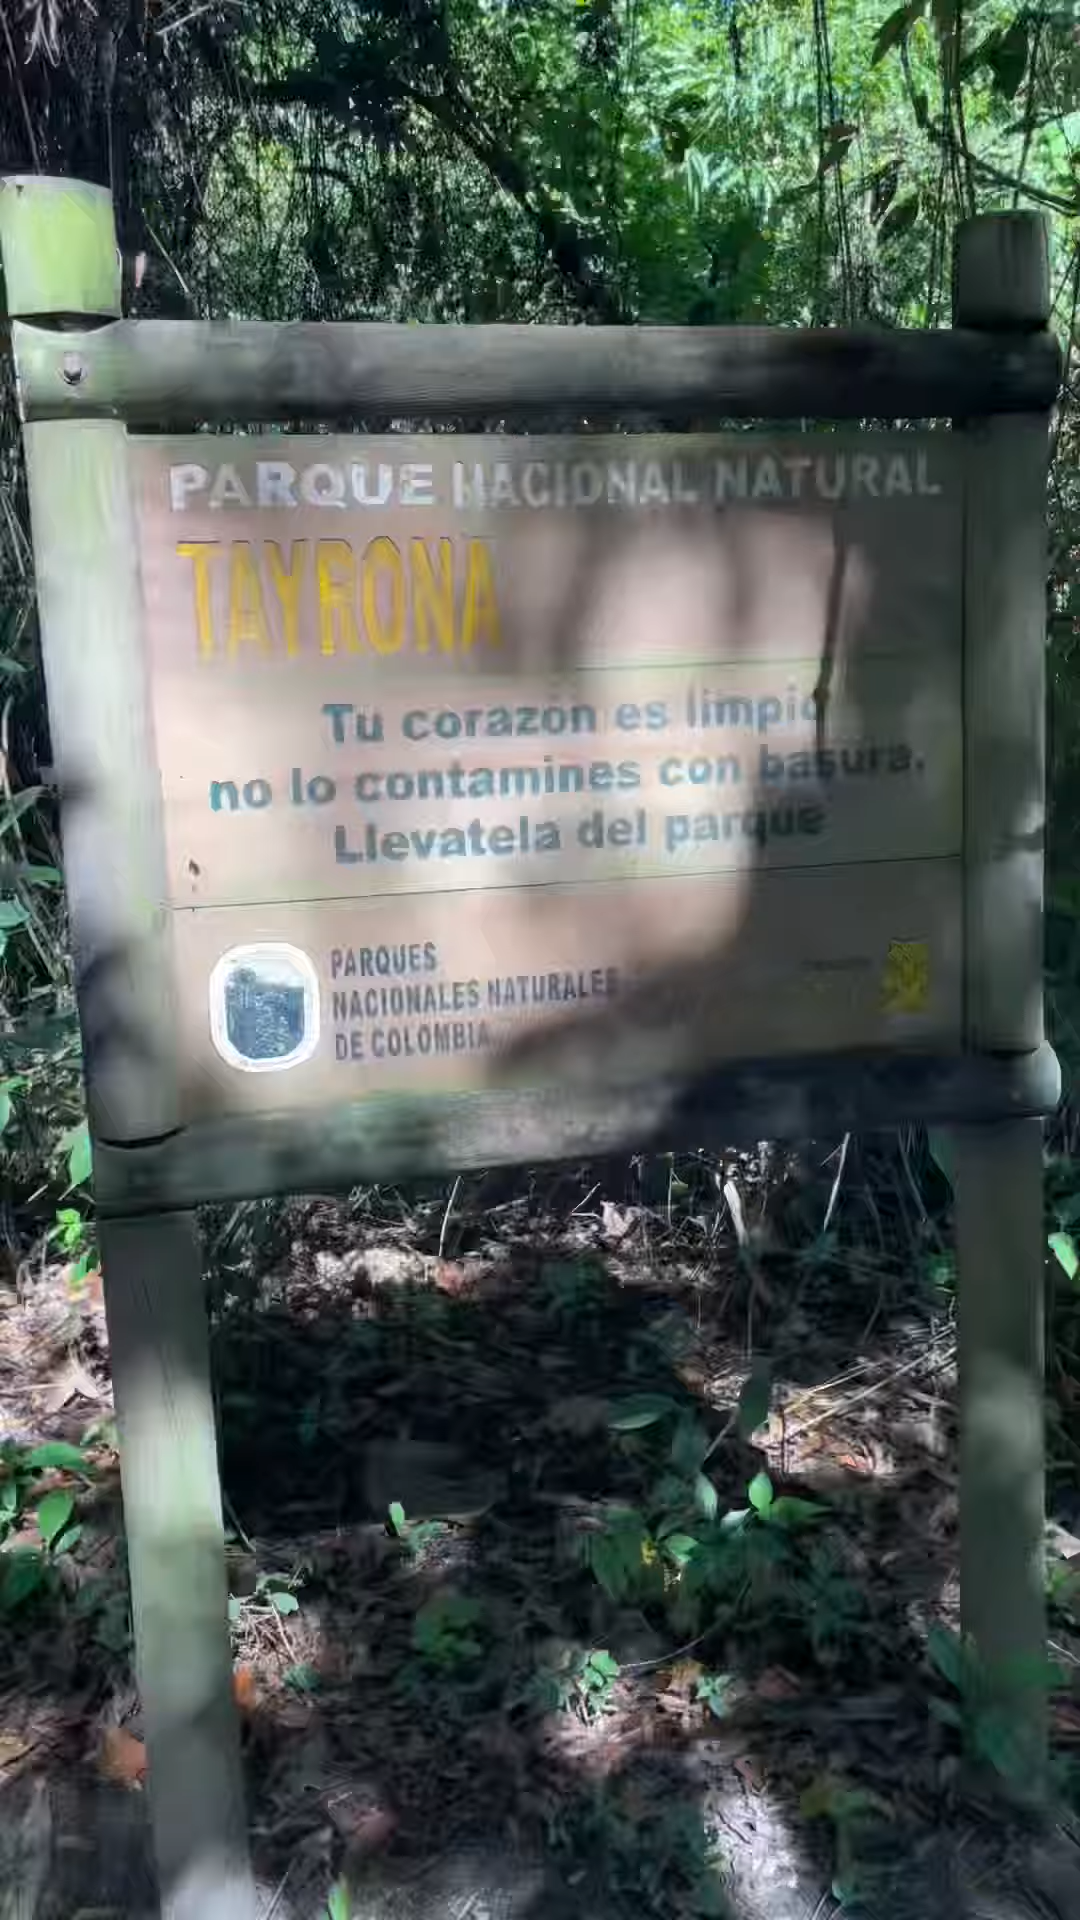 PARQUE NACIONAL NATURAL
TAYRONA
Tu corazón es limpio
no lo contamines con basura.
Llevatela del parque
PARQUES
NACIONALES NATURALES
DE COLOMBIA